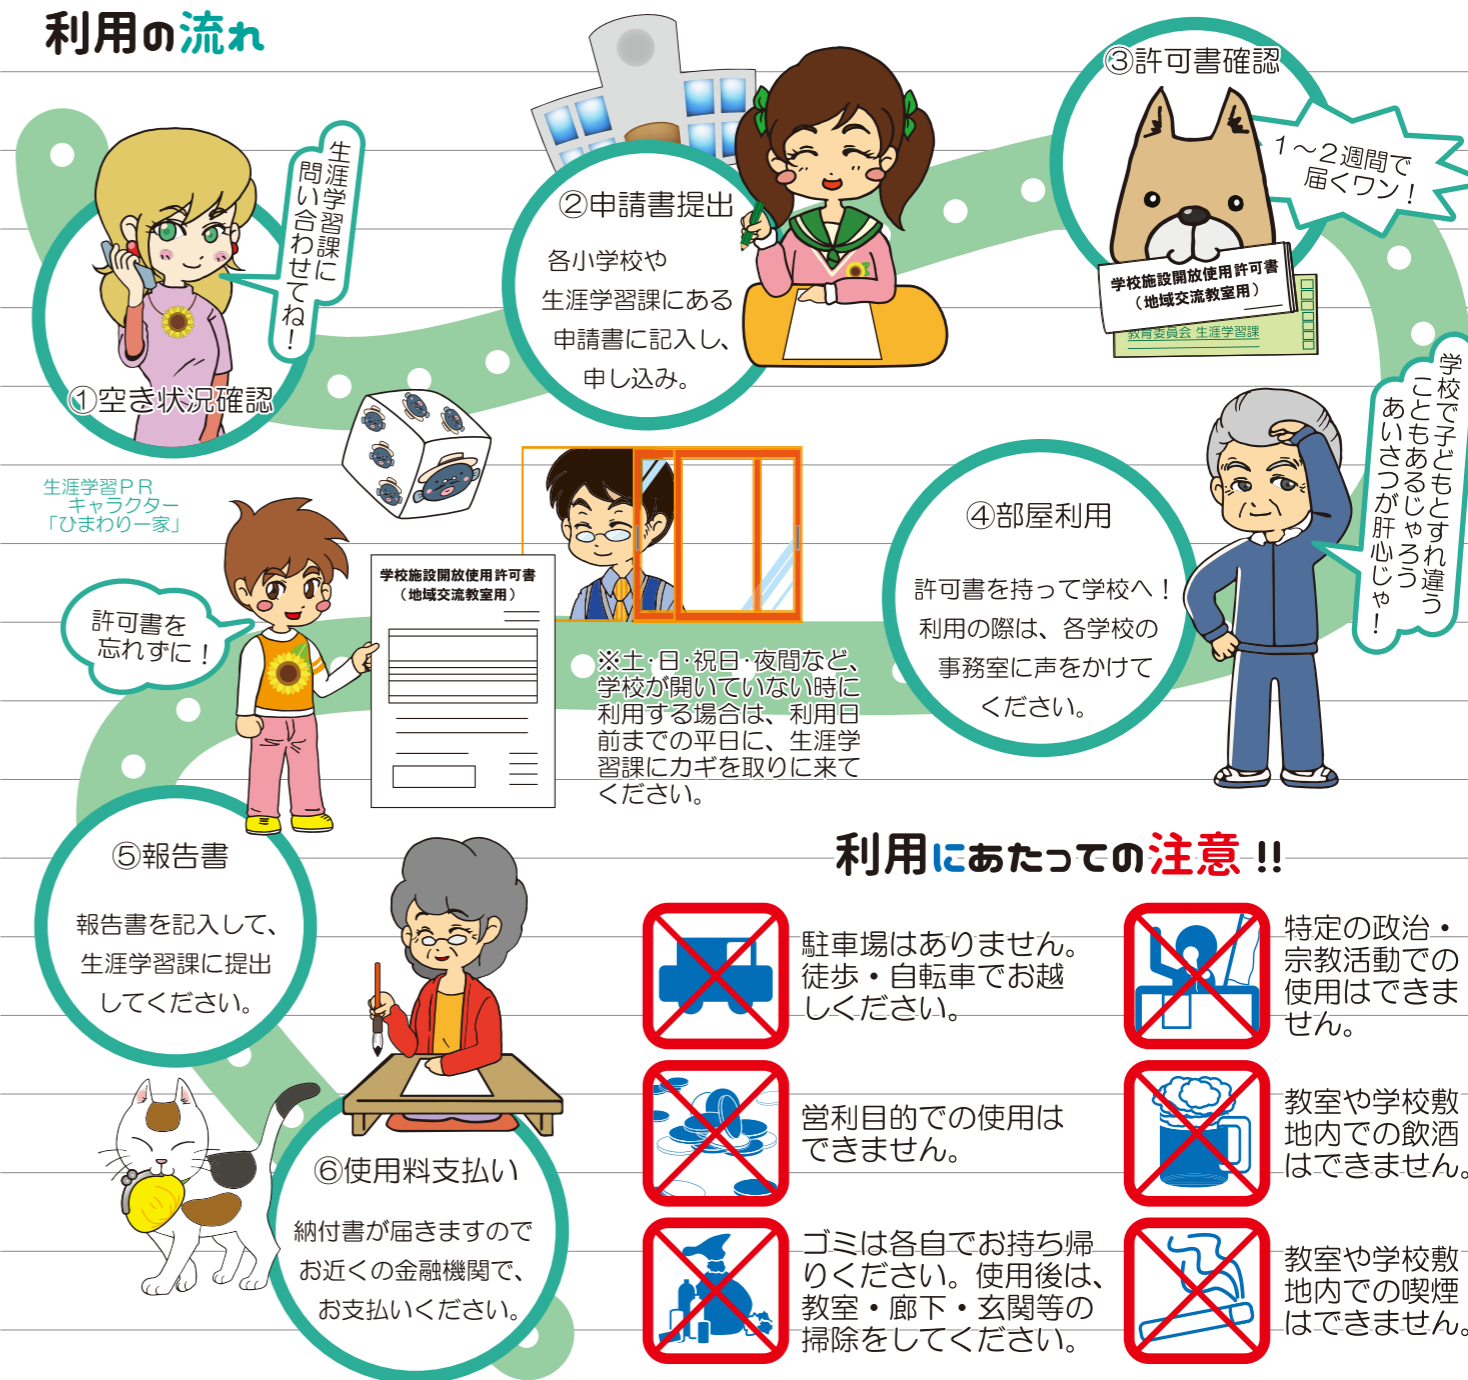 利用の流れ
生涯学習課に
問い合わせてね！
①空き状況確認
②申請書提出
各小学校や
生涯学習課にある
申請書に記入し、
申し込み。
③許可書確認
1～2週間で
届くワン！
学校施設開放使用許可書
（地域交流教室用）
教育委員会 生涯学習課
学校で子どもとすれ違う
こともあるじゃろう
あいさつが肝心じゃ！
④部屋利用
許可書を持って学校へ！
利用の際は、各学校の
事務室に声をかけて
ください。
生涯学習ＰＲ
キャラクター
「ひまわり一家」
許可書を
忘れずに！
学校施設開放使用許可書
（地域交流教室用）
※土・日・祝日・夜間など、
学校が開いていない時に
利用する場合は、利用日
前までの平日に、生涯学
習課にカギを取りに来て
ください。
⑤報告書
報告書を記入して、
生涯学習課に提出
してください。
⑥使用料支払い
納付書が届きますので
お近くの金融機関で、
お支払いください。
利用にあたっての注意 !!
駐車場はありません。
徒歩・自転車でお越
しください。
営利目的での使用は
できません。
ゴミは各自でお持ち帰
りください。使用後は、
教室・廊下・玄関等の
掃除をしてください。
特定の政治・
宗教活動での
使用はできま
せん。
教室や学校敷
地内での飲酒
はできません。
教室や学校敷
地内での喫煙
はできません。